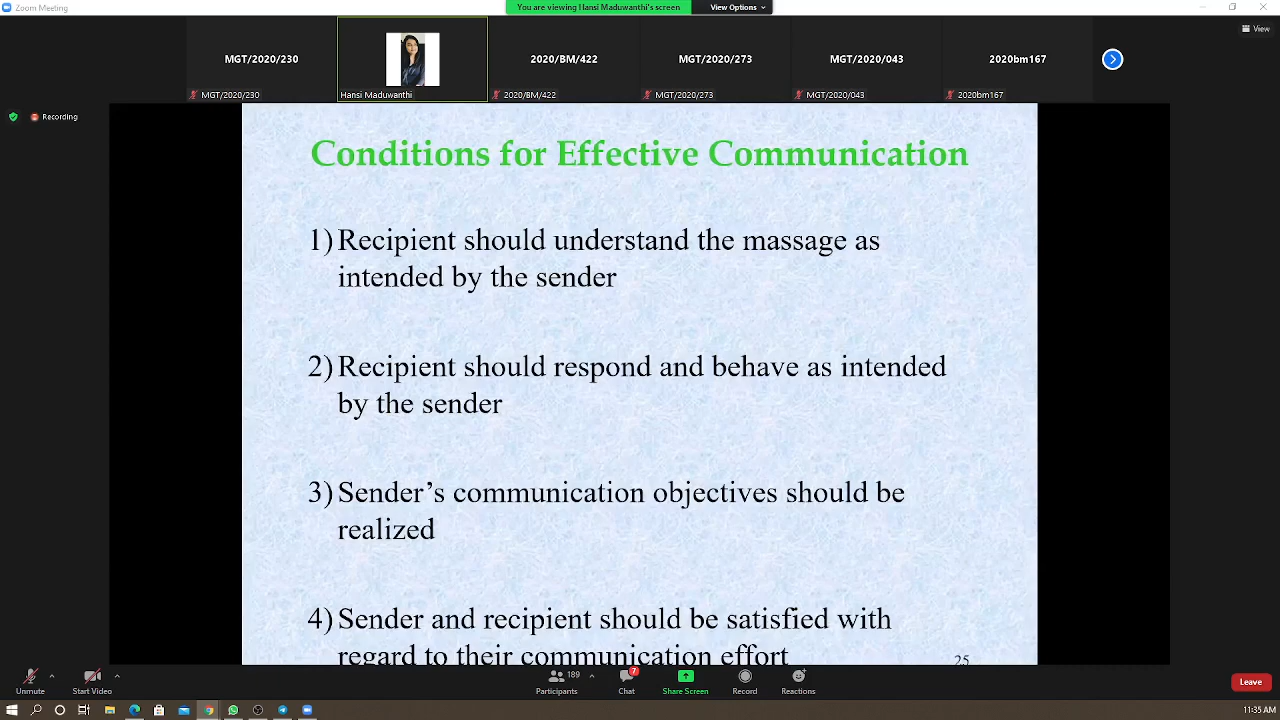 Zoom Meeting
You are viewing Hansi Maduwanthi's screen
View Options
View
MGT/2020/230
2020/BM/422
MGT/2020/273
MGT/2020/043
2020bm167
MGT/2020/230
Hansi Maduwanthi
2020/BM/422
MGT/2020/273
MGT/2020/043
2020bm167
Recording
Conditions for Effective Communication
1) Recipient should understand the massage as
intended by the sender
2) Recipient should respond and behave as intended
by the sender
3) Sender's communication objectives should be
realized
4) Sender and recipient should be satisfied with
regard to their communication effort
25
Unmute
Start Video
Participants
189
Chat
7
Share Screen
Record
Reactions
Leave
11:35 AM